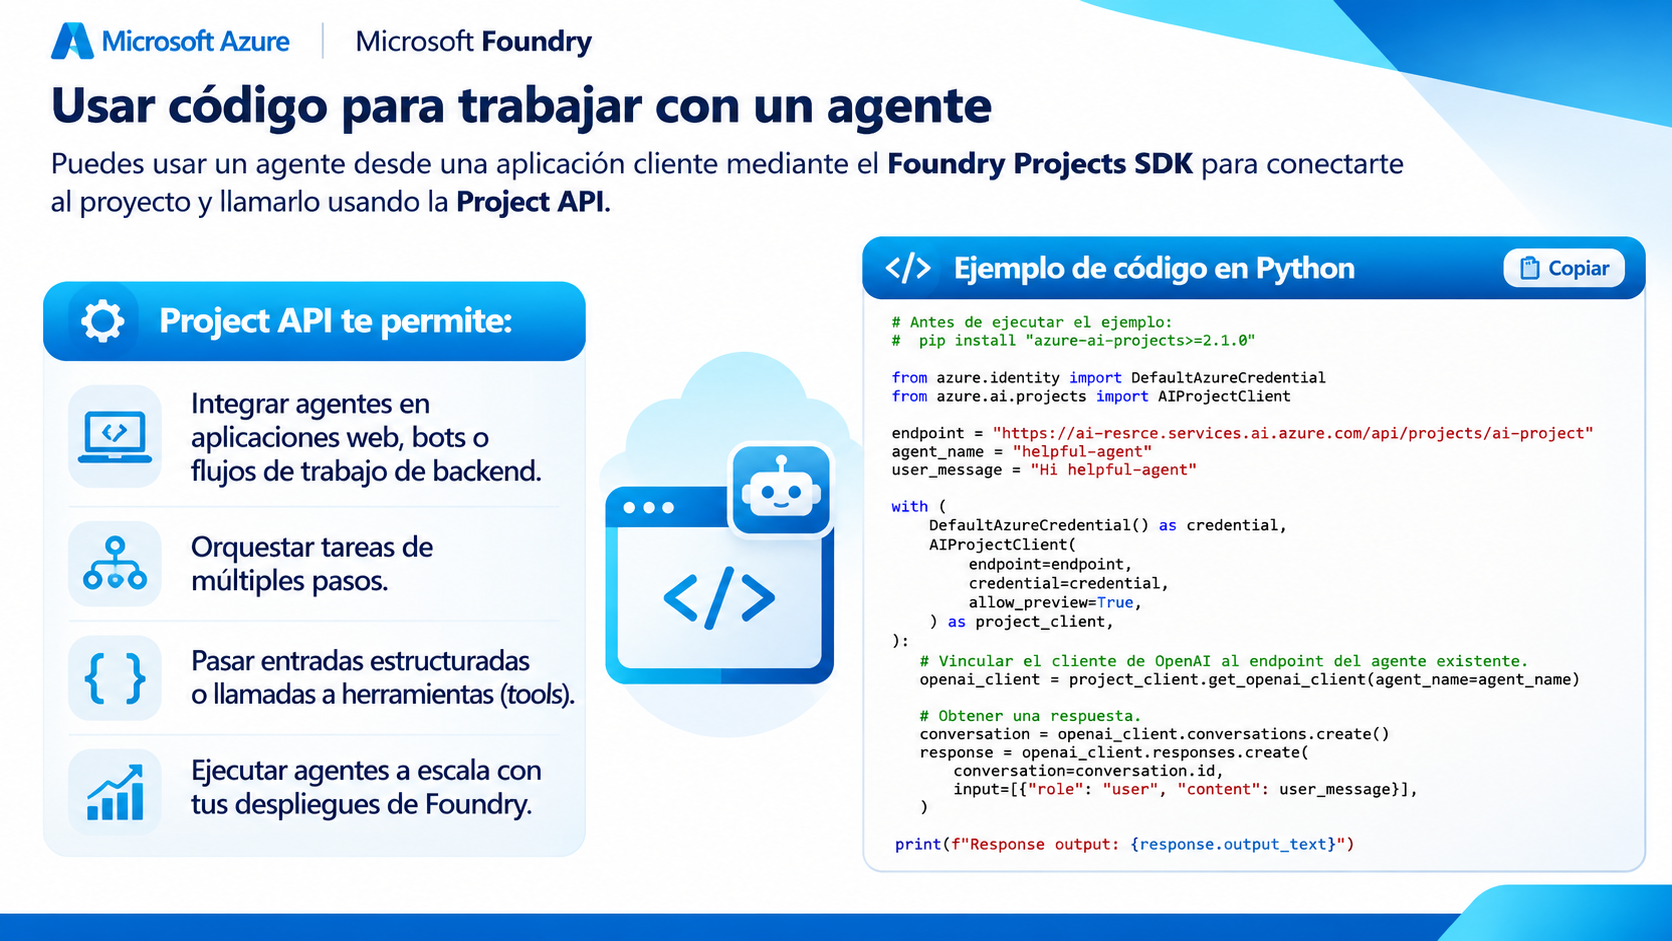 Microsoft Azure
Microsoft Foundry
Usar código para trabajar con un agente
Puedes usar un agente desde una aplicación cliente mediante el Foundry Projects SDK para conectarte
al proyecto y llamarlo usando la Project API.
Project API te permite:
Integrar agentes en
aplicaciones web, bots o
flujos de trabajo de backend.
Orquestar tareas de
múltiples pasos.
Pasar entradas estructuradas
o llamadas a herramientas (tools).
Ejecutar agentes a escala con
tus despliegues de Foundry.
</> Ejemplo de código en Python
Copiar
# Antes de ejecutar el ejemplo:
#  pip install "azure-ai-projects>=2.1.0"
from azure.identity import DefaultAzureCredential
from azure.ai.projects import AIProjectClient
endpoint = "https://ai-resrce.services.ai.azure.com/api/projects/ai-project"
agent_name = "helpful-agent"
user_message = "Hi helpful-agent"
with (
    DefaultAzureCredential() as credential,
    AIProjectClient(
        endpoint=endpoint,
        credential=credential,
        allow_preview=True,
    ) as project_client,
):
    # Vincular el cliente de OpenAI al endpoint del agente existente.
    openai_client = project_client.get_openai_client(agent_name=agent_name)
    # Obtener una respuesta.
    conversation = openai_client.conversations.create()
    response = openai_client.responses.create(
        conversation=conversation.id,
        input=[{"role": "user", "content": user_message}],
    )
print(f"Response output: {response.output_text}")